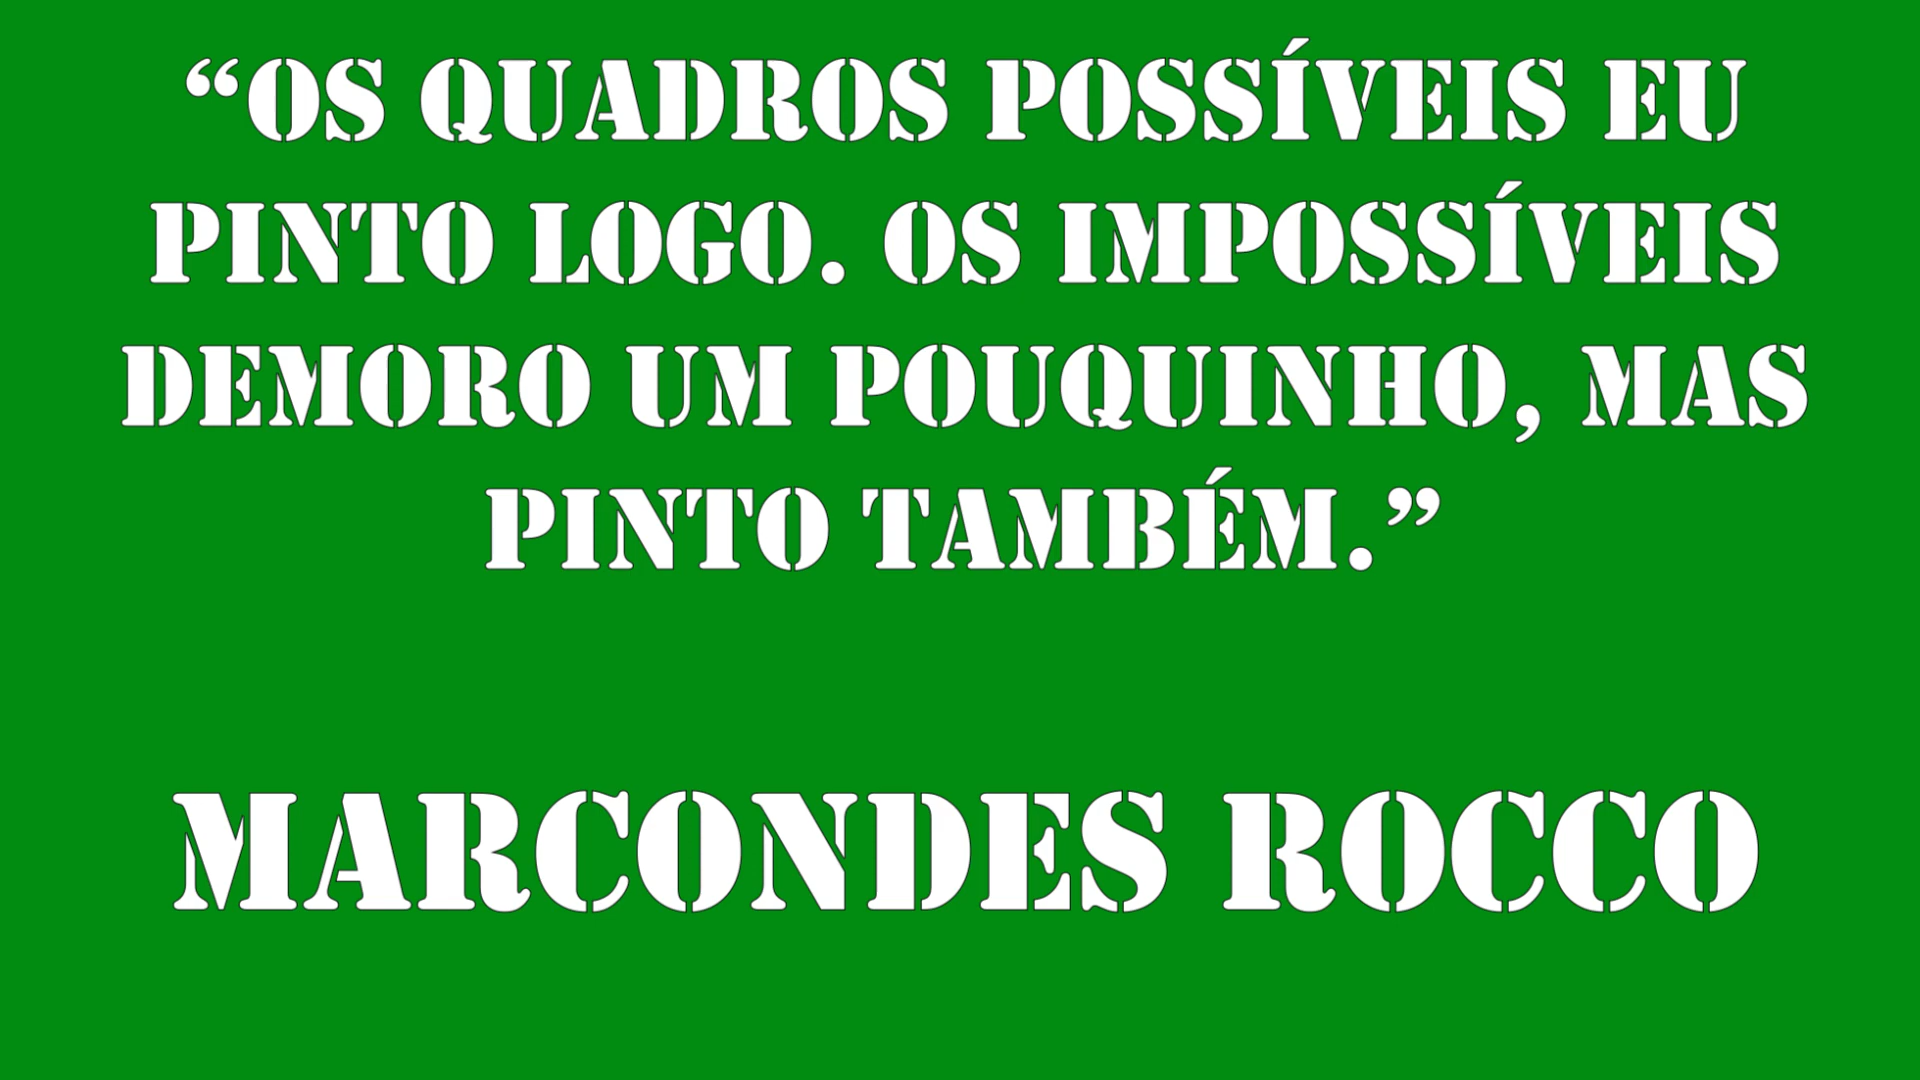 “OS QUADROS POSSÍVEIS EU
PINTO LOGO. OS IMPOSSÍVEIS
DEMORO UM POUQUINHO, MAS
PINTO TAMBÉM.”
MARCONDES ROCCO